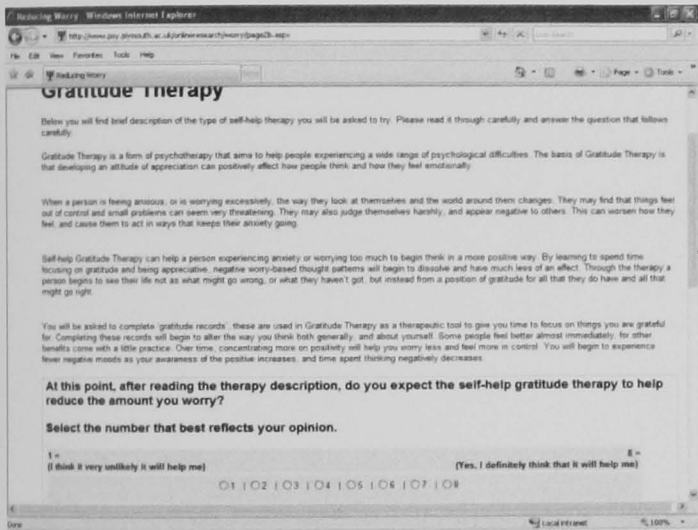 Reducing Worry - Windows Internet Explorer
File Edit View Favorites Tools Help
Reducing Worry
Page Tools
Gratitude Therapy
Below you will find brief description of the type of self-help therapy you will be asked to try. Please read it through carefully and answer the question that follows
carefully.
Gratitude Therapy is a form of psychotherapy that aims to help people experiencing a wide range of psychological difficulties. The basis of Gratitude Therapy is
that developing an attitude of appreciation can positively affect how people think and how they feel emotionally.
When a person is feeling anxious, or is worrying excessively, the way they look at themselves and the world around them changes. They may find that things feel
out of control and small problems can seem very threatening. They may also judge themselves harshly, and appear negative to others. This can worsen how they
feel, and cause them to act in ways that keeps their anxiety going.
Self-help Gratitude Therapy can help a person experiencing anxiety or worrying too much to begin think in a more positive way. By learning to spend time
focusing on gratitude and being appreciative, negative worry-based thought patterns will begin to dissolve and have much less of an effect. Through the therapy a
person begins to see their life not as what might go wrong, or what they haven't got, but instead from a position of gratitude for all that they do have and all that
might go right.
You will be asked to complete 'gratitude records', these are used in Gratitude Therapy as a therapeutic tool to give you time to focus on things you are grateful
for. Completing these records will begin to alter the way you think both generally, and about yourself. Some people feel better almost immediately, for other
benefits come with a little practice. Over time, concentrating more on positivity will help you worry less and feel more in control. You will begin to experience
fewer negative moods as your awareness of the positive increases, and time spent thinking negatively decreases.
At this point, after reading the therapy description, do you expect the self-help gratitude therapy to help
reduce the amount you worry?
Select the number that best reflects your opinion.
1 = 8 =
(I think it very unlikely it will help me) (Yes, I definitely think that it will help me)
1 | 2 | 3 | 4 | 5 | 6 | 7 | 8
Done Local intranet 100%